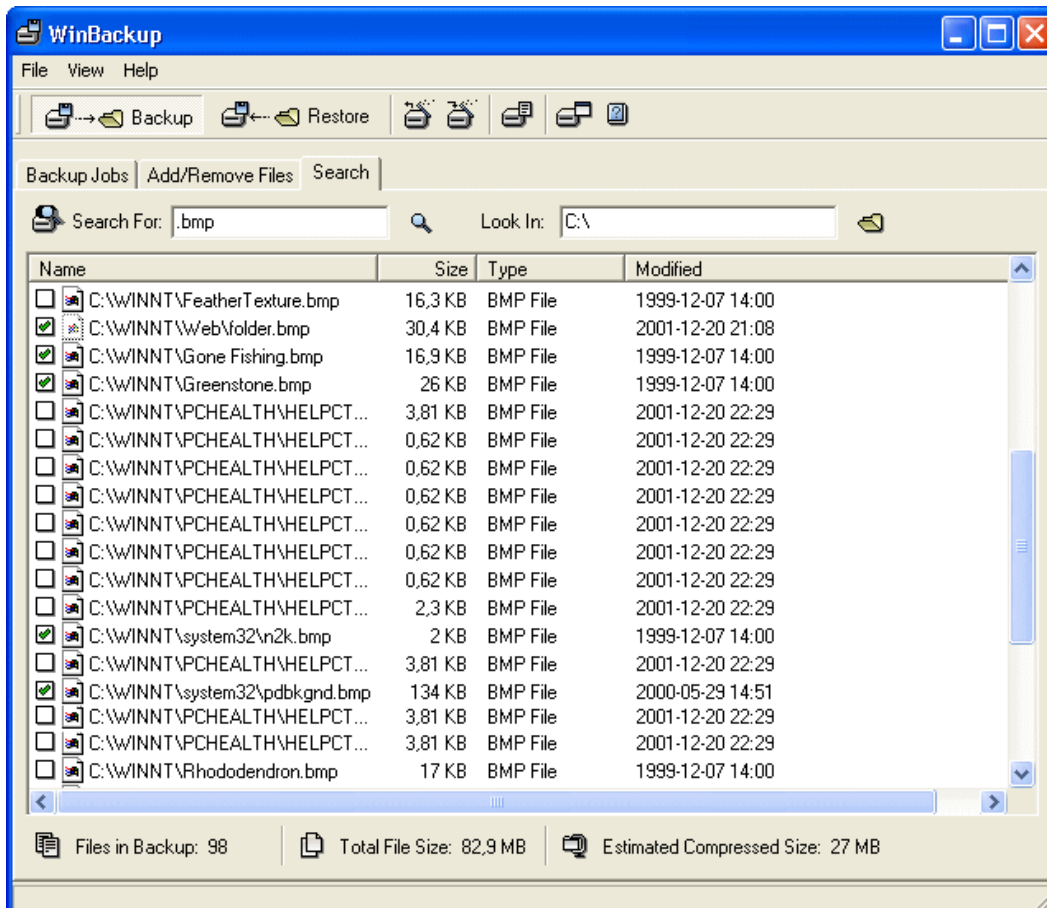 WinBackup
File View Help
Backup Restore
Backup Jobs Add/Remove Files Search
Search For: .bmp Look In: C:\
Name Size Type Modified
C:\WINNT\FeatherTexture.bmp 16,3 KB BMP File 1999-12-07 14:00
C:\WINNT\Web\folder.bmp 30,4 KB BMP File 2001-12-20 21:08
C:\WINNT\Gone Fishing.bmp 16,9 KB BMP File 1999-12-07 14:00
C:\WINNT\Greenstone.bmp 26 KB BMP File 1999-12-07 14:00
C:\WINNT\PCHEALTH\HELPCT... 3,81 KB BMP File 2001-12-20 22:29
C:\WINNT\PCHEALTH\HELPCT... 0,62 KB BMP File 2001-12-20 22:29
C:\WINNT\PCHEALTH\HELPCT... 0,62 KB BMP File 2001-12-20 22:29
C:\WINNT\PCHEALTH\HELPCT... 0,62 KB BMP File 2001-12-20 22:29
C:\WINNT\PCHEALTH\HELPCT... 0,62 KB BMP File 2001-12-20 22:29
C:\WINNT\PCHEALTH\HELPCT... 0,62 KB BMP File 2001-12-20 22:29
C:\WINNT\PCHEALTH\HELPCT... 0,62 KB BMP File 2001-12-20 22:29
C:\WINNT\PCHEALTH\HELPCT... 2,3 KB BMP File 2001-12-20 22:29
C:\WINNT\system32\n2k.bmp 2 KB BMP File 1999-12-07 14:00
C:\WINNT\PCHEALTH\HELPCT... 3,81 KB BMP File 2001-12-20 22:29
C:\WINNT\system32\pdbkgnd.bmp 134 KB BMP File 2000-05-29 14:51
C:\WINNT\PCHEALTH\HELPCT... 3,81 KB BMP File 2001-12-20 22:29
C:\WINNT\PCHEALTH\HELPCT... 3,81 KB BMP File 2001-12-20 22:29
C:\WINNT\Rhododendron.bmp 17 KB BMP File 1999-12-07 14:00
Files in Backup: 98 Total File Size: 82,9 MB Estimated Compressed Size: 27 MB